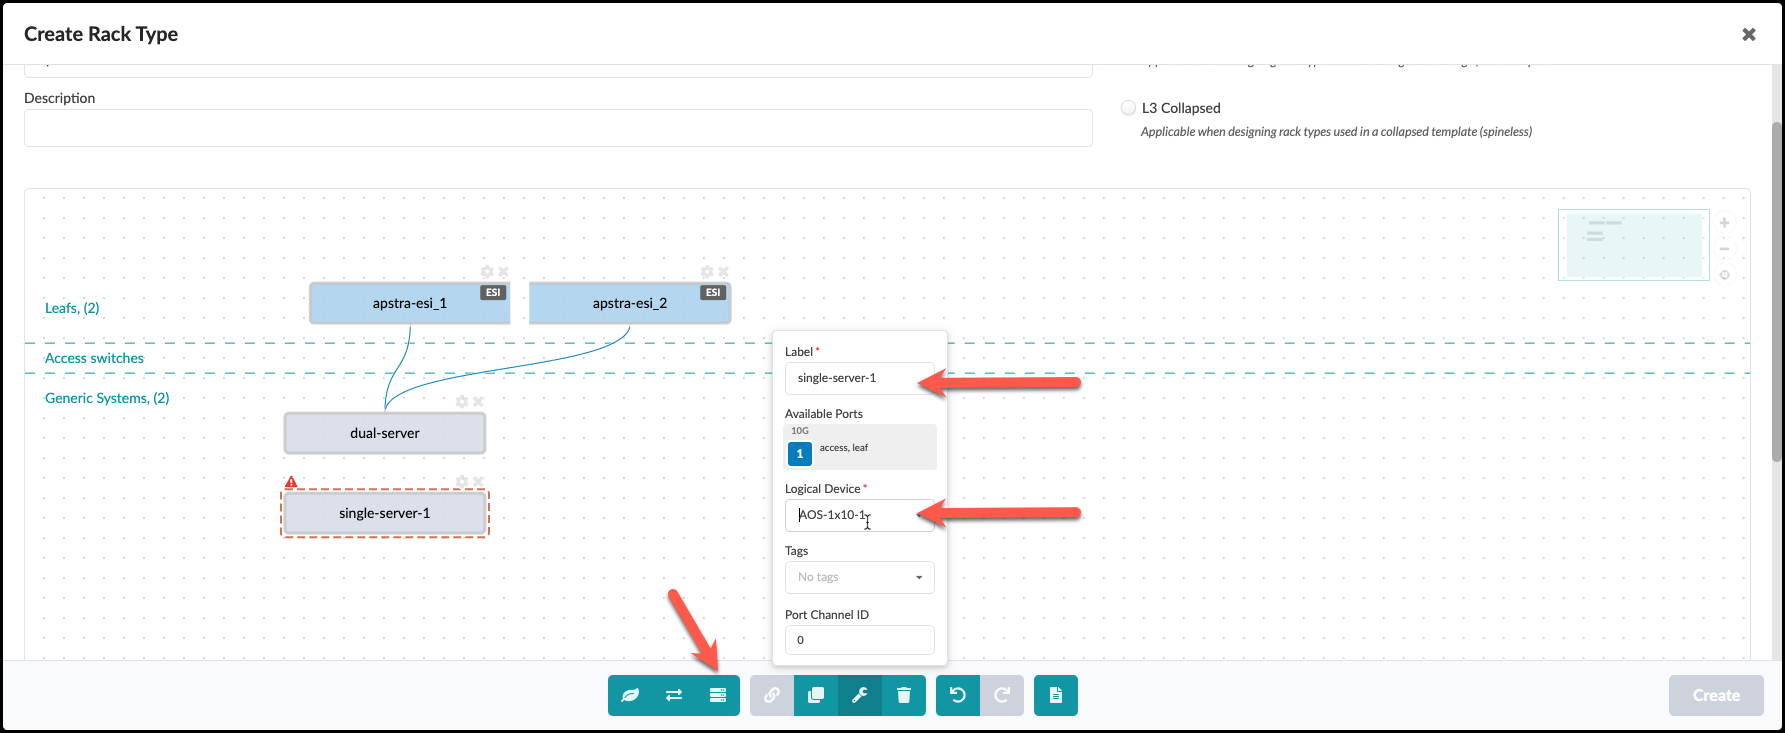 Create Rack Type
Description
L3 Collapsed
Applicable when designing rack types used in a collapsed template (spineless)
ESI
ESI
apstra-esi_1
apstra-esi_2
Leafs, (2)
Access switches
Generic Systems, (2)
dual-server
single-server-1
Label *
single-server-1
Available Ports
10G
1
access, leaf
Logical Device *
AOS-1x10-1
Tags
No tags
Port Channel ID
0
Create